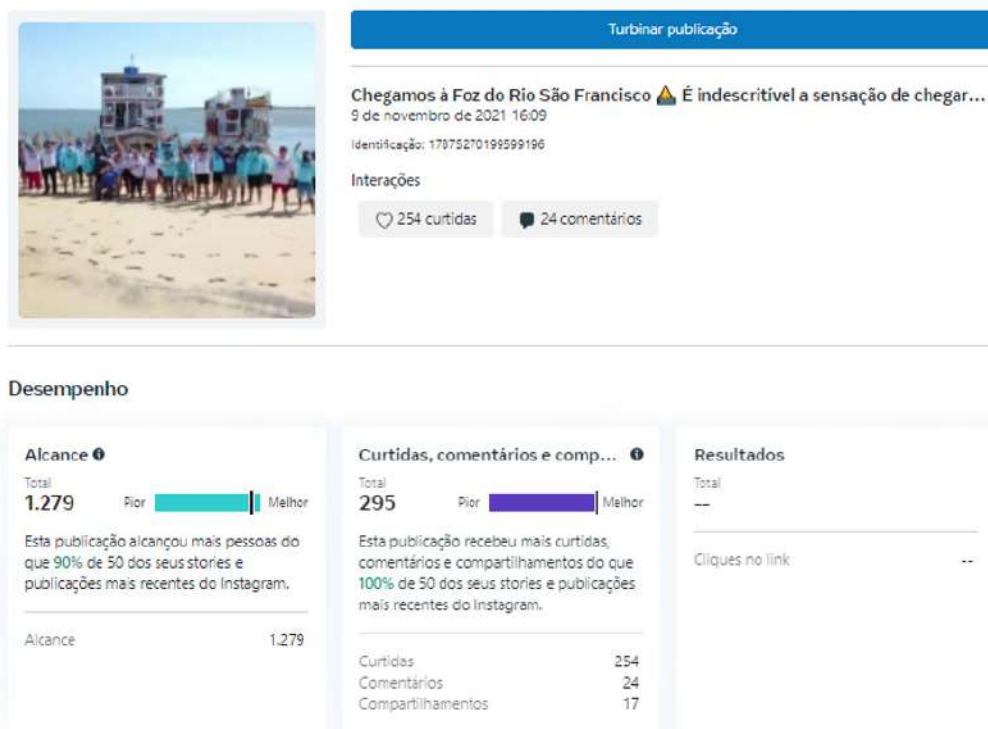 Turbinar publicação
Chegamos à Foz do Rio São Francisco ⛵ É indescritível a sensação de chegar...
9 de novembro de 2021 16:09
Identificação: 17875270199599196
Interações
254 curtidas
24 comentários
Desempenho
Alcance
Total
1.279
Pior
Melhor
Esta publicação alcançou mais pessoas do
que 90% de 50 dos seus stories e
publicações mais recentes do Instagram.
Alcance 1.279
Curtidas, comentários e comp...
Total
295
Pior
Melhor
Esta publicação recebeu mais curtidas,
comentários e compartilhamentos do que
100% de 50 dos seus stories e publicações
mais recentes do Instagram.
Curtidas 254
Comentários 24
Compartilhamentos 17
Resultados
Total
--
Cliques no link --